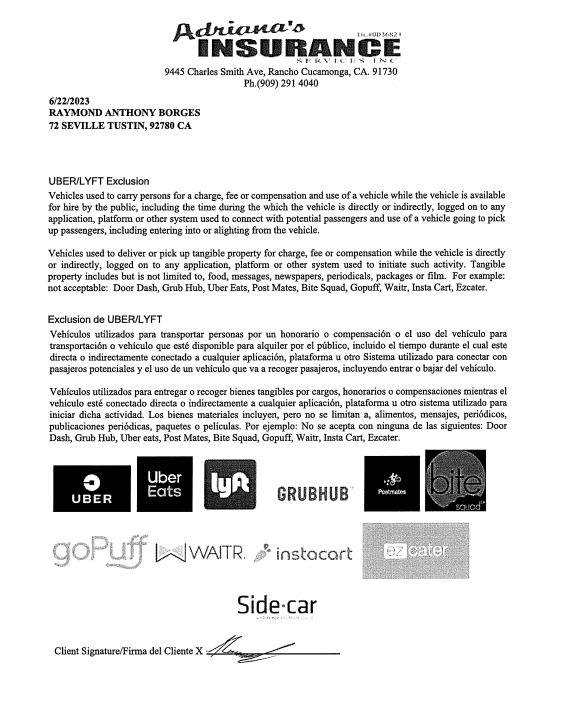 Adriana's
INSURANCE
SERVICES INC
9445 Charles Smith Ave, Rancho Cucamonga, CA. 91730
Ph.(909) 291 4040
6/22/2023
RAYMOND ANTHONY BORGES
72 SEVILLE TUSTIN, 92780 CA
UBER/LYFT Exclusion
Vehicles used to carry persons for a charge, fee or compensation and use of a vehicle while the vehicle is available
for hire by the public, including the time during the which the vehicle is directly or indirectly, logged on to any
application, platform or other system used to connect with potential passengers and use of a vehicle going to pick
up passengers, including entering into or alighting from the vehicle.
Vehicles used to deliver or pick up tangible property for charge, fee or compensation while the vehicle is directly
or indirectly, logged on to any application, platform or other system used to initiate such activity. Tangible
property includes but is not limited to, food, messages, newspapers, periodicals, packages or film. For example:
not acceptable: Door Dash, Grub Hub, Uber Eats, Post Mates, Bite Squad, Gopuff, Waitr, Insta Cart, Ezcater.
Exclusion de UBER/LYFT
Vehículos utilizados para transportar personas por un honorario o compensación o el uso del vehículo para
transportación o vehículo que esté disponible para alquiler por el público, incluido el tiempo durante el cual este
directa o indirectamente conectado a cualquier aplicación, plataforma u otro Sistema utilizado para conectar con
pasajeros potenciales y el uso de un vehículo que va a recoger pasajeros, incluyendo entrar o bajar del vehículo.
Vehículos utilizados para entregar o recoger bienes tangibles por cargos, honorarios o compensaciones mientras el
vehículo esté conectado directa o indirectamente a cualquier aplicación, plataforma u otro sistema utilizado para
iniciar dicha actividad. Los bienes materiales incluyen, pero no se limitan a, alimentos, mensajes, periódicos,
publicaciones periódicas, paquetes o películas. Por ejemplo: No se acepta con ninguna de las siguientes: Door
Dash, Grub Hub, Uber eats, Post Mates, Bite Squad, Gopuff, Waitr, Insta Cart, Ezcater.
UBER
Uber
Eats
lyft
GRUBHUB
Postmates
bite
squad
goPuff
WAITR.
instacart
ez cater
Side·car
Client Signature/Firma del Cliente X